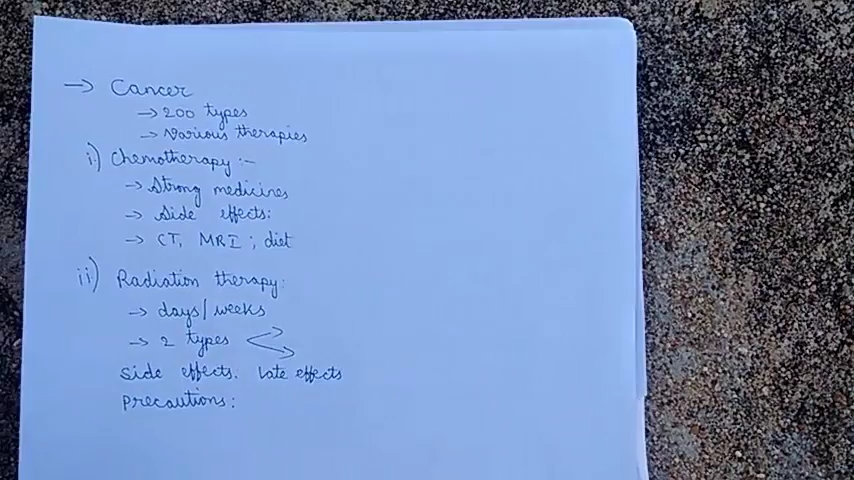 → Cancer
→ 200 types
→ Various therapies
i) Chemotherapy :-
→ Strong medicines
→ Side effects:
→ CT, MRI ; diet
ii) Radiation therapy:
→ days/weeks
→ 2 types
Side effects. Late effects
Precautions: